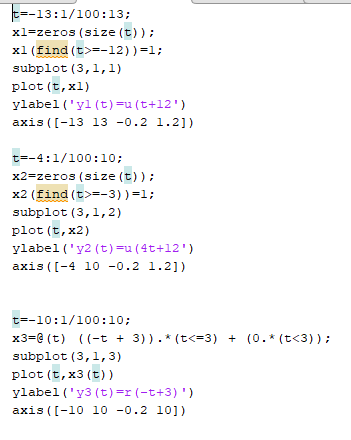 t=-13:1/100:13;
x1=zeros(size(t));
x1(find(t>=-12))=1;
subplot(3,1,1)
plot(t,x1)
ylabel('y1(t)=u(t+12')
axis([-13 13 -0.2 1.2])
t=-4:1/100:10;
x2=zeros(size(t));
x2(find(t>=-3))=1;
subplot(3,1,2)
plot(t,x2)
ylabel('y2(t)=u(4t+12')
axis([-4 10 -0.2 1.2])
t=-10:1/100:10;
x3=@(t) ((-t + 3)).*(t<=3) + (0.*(t<3));
subplot(3,1,3)
plot(t,x3(t))
ylabel('y3(t)=r(-t+3)')
axis([-10 10 -0.2 10])